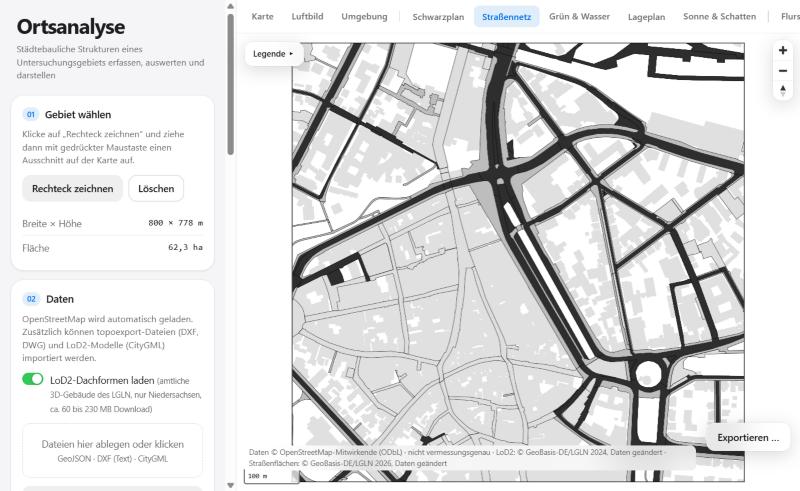 Ortsanalyse
Städtebauliche Strukturen eines
Untersuchungsgebiets erfassen, auswerten und
darstellen
01 Gebiet wählen
Klicke auf „Rechteck zeichnen“ und ziehe
dann mit gedrückter Maustaste einen
Ausschnitt auf der Karte auf.
Rechteck zeichnen Löschen
Breite × Höhe 800 × 778 m
Fläche 62,3 ha
02 Daten
OpenStreetMap wird automatisch geladen.
Zusätzlich können topoexport-Dateien (DXF,
DWG) und LoD2-Modelle (CityGML)
importiert werden.
LoD2-Dachformen laden (amtliche
3D-Gebäude des LGLN, nur Niedersachsen,
ca. 60 bis 230 MB Download)
Dateien hier ablegen oder klicken
GeoJSON · DXF (Text) · CityGML
Karte Luftbild Umgebung Schwarzplan Straßennetz Grün & Wasser Lageplan Sonne & Schatten Flurs
Legende ▸
Exportieren ...
Daten © OpenStreetMap-Mitwirkende (ODbL) · nicht vermessungsgenau · LoD2: © GeoBasis-DE/LGLN 2024, Daten geändert ·
Straßenflächen: © GeoBasis-DE/LGLN 2026, Daten geändert
100 m